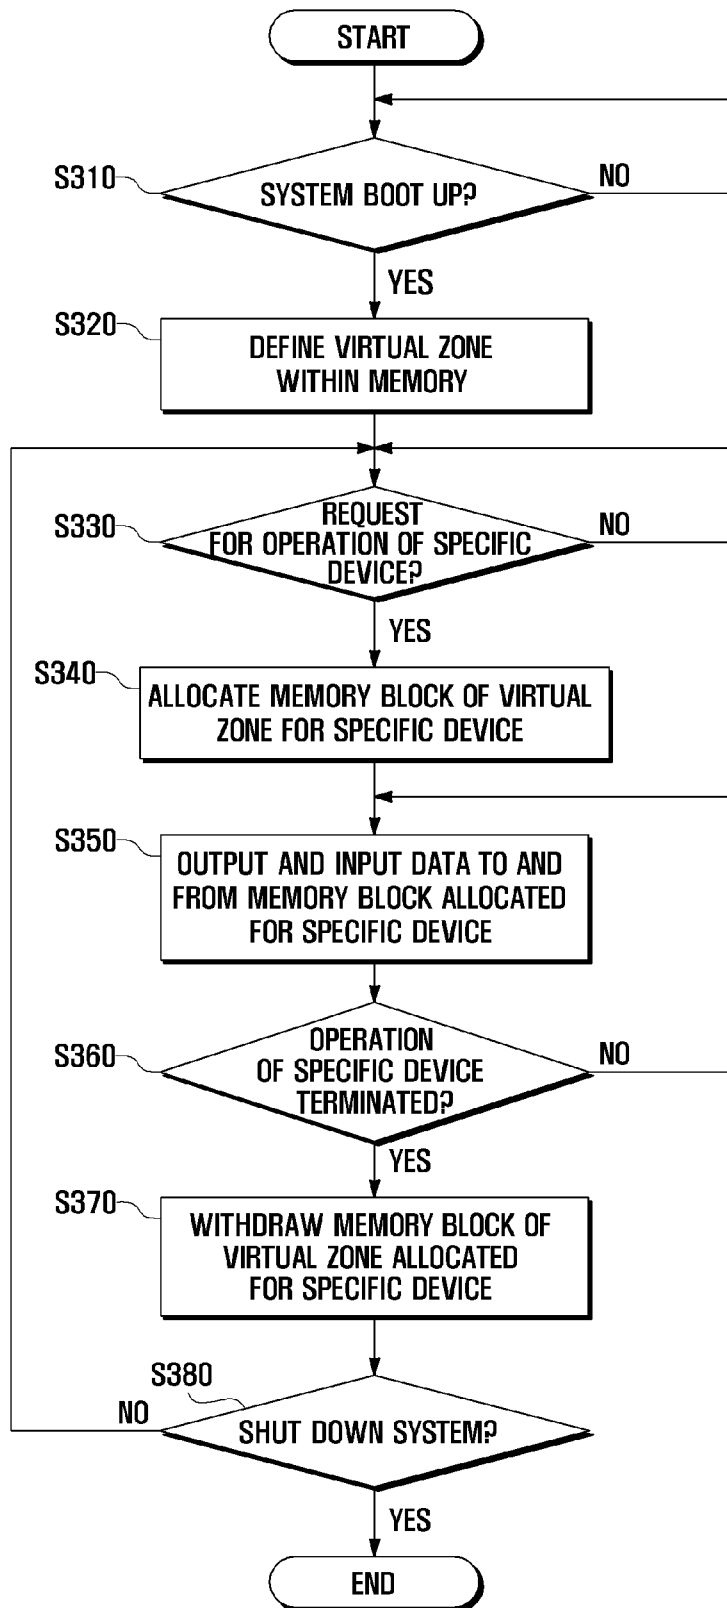 START
S310
SYSTEM BOOT UP?
NO
YES
S320
DEFINE VIRTUAL ZONE
WITHIN MEMORY
S330
REQUEST
FOR OPERATION OF SPECIFIC
DEVICE?
NO
YES
S340
ALLOCATE MEMORY BLOCK OF VIRTUAL
ZONE FOR SPECIFIC DEVICE
S350
OUTPUT AND INPUT DATA TO AND
FROM MEMORY BLOCK ALLOCATED
FOR SPECIFIC DEVICE
S360
OPERATION
OF SPECIFIC DEVICE
TERMINATED?
NO
YES
S370
WITHDRAW MEMORY BLOCK OF
VIRTUAL ZONE ALLOCATED
FOR SPECIFIC DEVICE
S380
NO
SHUT DOWN SYSTEM?
YES
END